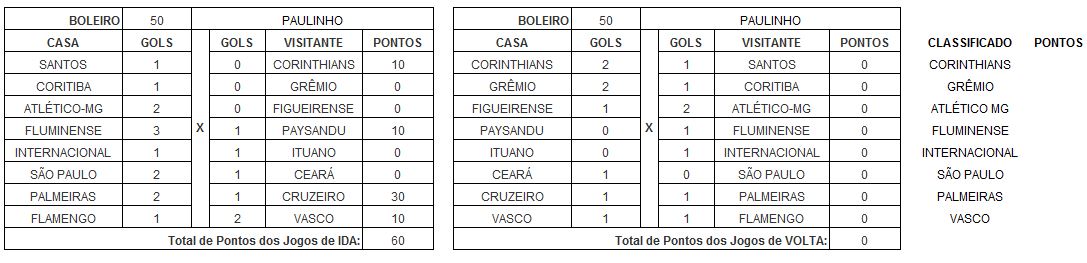 BOLEIRO 50 PAULINHO BOLEIRO 50 PAULINHO
CASA GOLS GOLS VISITANTE PONTOS CASA GOLS GOLS VISITANTE PONTOS CLASSIFICADO PONTOS
SANTOS 1 0 CORINTHIANS 10 CORINTHIANS 2 1 SANTOS 0 CORINTHIANS
CORITIBA 1 0 GRÊMIO 0 GRÊMIO 2 1 CORITIBA 0 GRÊMIO
ATLÉTICO-MG 2 0 FIGUEIRENSE 0 FIGUEIRENSE 1 2 ATLÉTICO-MG 0 ATLÉTICO MG
FLUMINENSE 3 X 1 PAYSANDU 10 PAYSANDU 0 X 1 FLUMINENSE 0 FLUMINENSE
INTERNACIONAL 1 1 ITUANO 0 ITUANO 0 1 INTERNACIONAL 0 INTERNACIONAL
SÃO PAULO 2 1 CEARÁ 0 CEARÁ 1 0 SÃO PAULO 0 SÃO PAULO
PALMEIRAS 2 1 CRUZEIRO 30 CRUZEIRO 1 1 PALMEIRAS 0 PALMEIRAS
FLAMENGO 1 2 VASCO 10 VASCO 1 1 FLAMENGO 0 VASCO
Total de Pontos dos Jogos de IDA: 60 Total de Pontos dos Jogos de VOLTA: 0